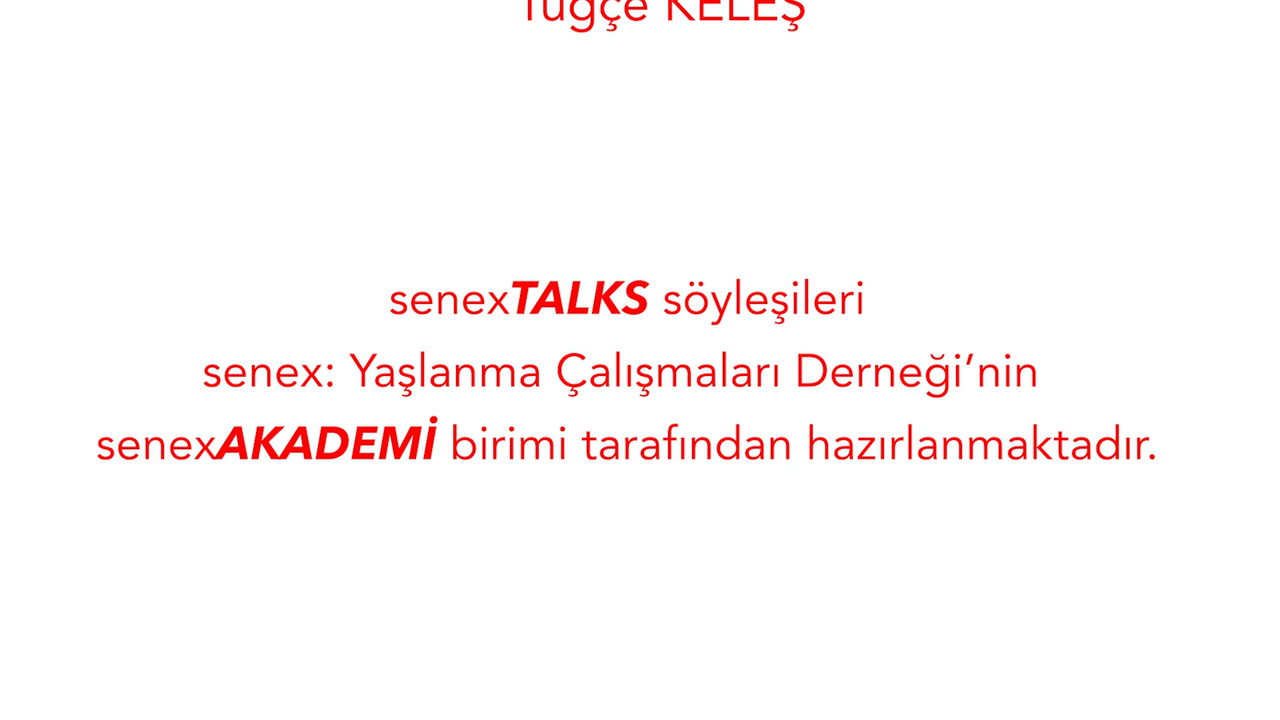 Tuğçe KELEŞ
senexTALKS söyleşileri
senex: Yaşlanma Çalışmaları Derneği’nin
senexAKADEMİ birimi tarafından hazırlanmaktadır.